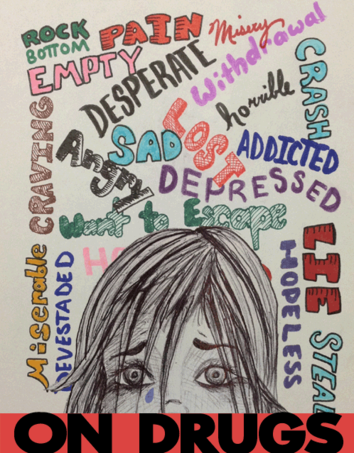 ROCK
BOTTOM
PAIN
Misery
EMPTY
Withdrawal
DESPERATE
horrible
CRASH
CRAVING
LOST
SAD
ADDICTED
Angry
DEPRESSED
Want to Escape
LIE
HOPELESS
Miserable
DEVESTADED
STEAL
ON DRUGS